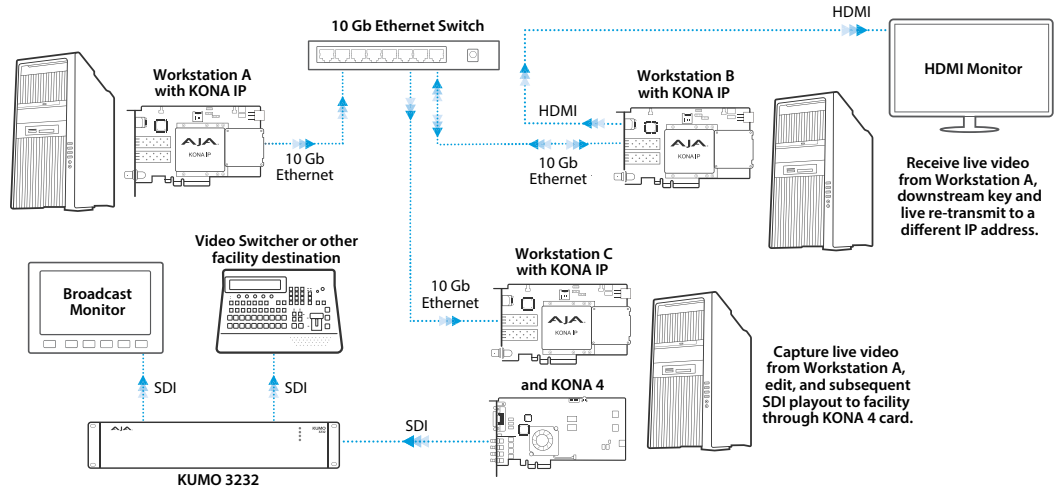 10 Gb Ethernet Switch
HDMI
HDMI Monitor
Workstation A
with KONA IP
AJA
KONA IP
10 Gb
Ethernet
Workstation B
with KONA IP
HDMI
AJA
KONA IP
10 Gb
Ethernet
Receive live video
from Workstation A,
downstream key and
live re-transmit to a
different IP address.
Video Switcher or other
facility destination
Broadcast
Monitor
Workstation C
with KONA IP
10 Gb
Ethernet
AJA
KONA IP
and KONA 4
Capture live video
from Workstation A,
edit, and subsequent
SDI playout to facility
through KONA 4 card.
SDI
SDI
SDI
AJA
KUMO
KUMO 3232